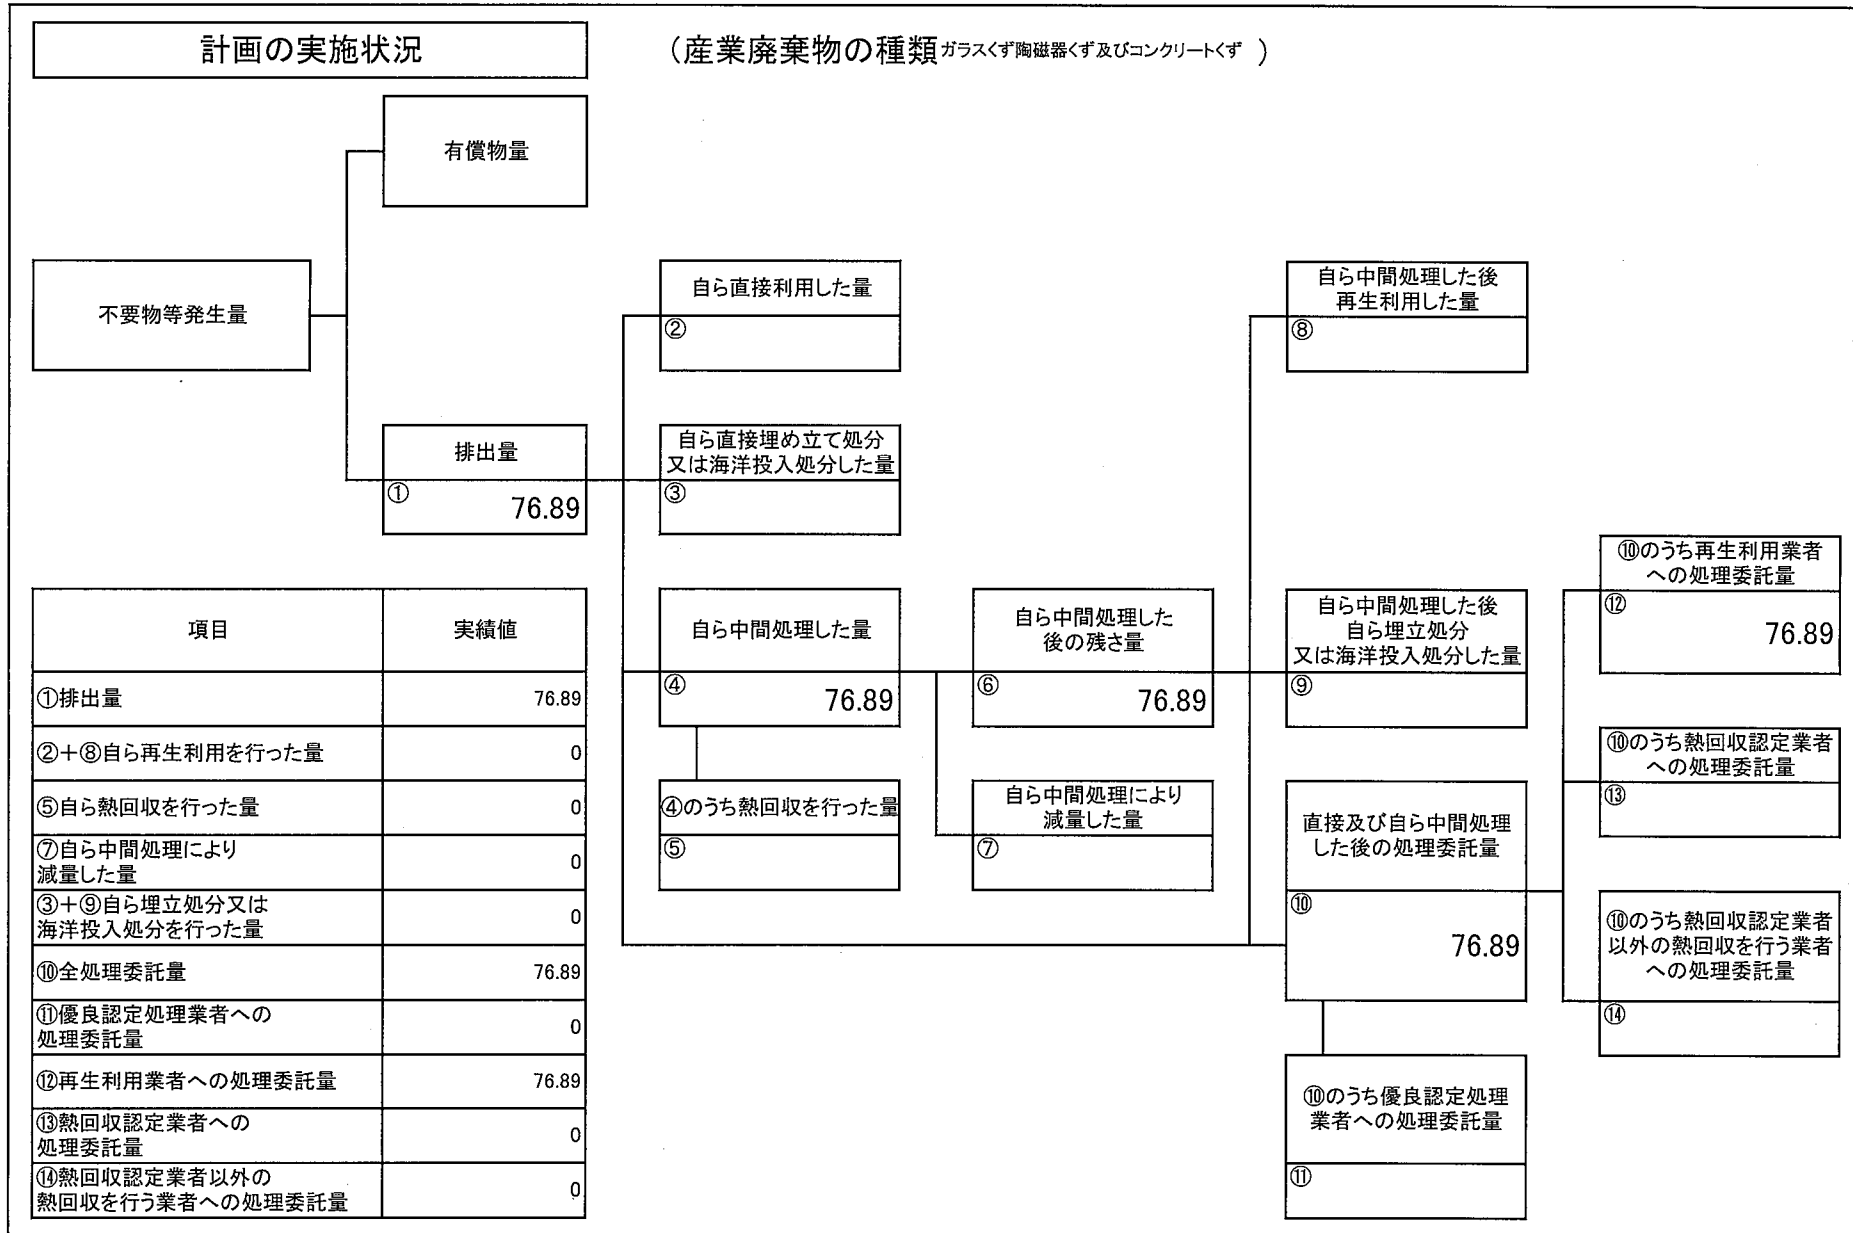 計画の実施状況
（産業廃棄物の種類 ガラスくず陶磁器くず及びコンクリートくず ）
有償物量
不要物等発生量
排出量
①
76.89
自ら直接利用した量
②
自ら直接埋め立て処分
又は海洋投入処分した量
③
自ら中間処理した後
再生利用した量
⑧
自ら中間処理した量
④
76.89
自ら中間処理した
後の残さ量
⑥
76.89
自ら中間処理した後
自ら埋立処分
又は海洋投入処分した量
⑨
④のうち熱回収を行った量
⑤
自ら中間処理により
減量した量
⑦
直接及び自ら中間処理
した後の処理委託量
⑩
76.89
⑩のうち優良認定処理
業者への処理委託量
⑪
⑩のうち再生利用業者
への処理委託量
⑫
76.89
⑩のうち熱回収認定業者
への処理委託量
⑬
⑩のうち熱回収認定業者
以外の熱回収を行う業者
への処理委託量
⑭
項目 実績値
①排出量 76.89
②＋⑧自ら再生利用を行った量 0
⑤自ら熱回収を行った量 0
⑦自ら中間処理により
減量した量 0
③＋⑨自ら埋立処分又は
海洋投入処分を行った量 0
⑩全処理委託量 76.89
⑪優良認定処理業者への
処理委託量 0
⑫再生利用業者への処理委託量 76.89
⑬熱回収認定業者への
処理委託量 0
⑭熱回収認定業者以外の
熱回収を行う業者への処理委託量 0